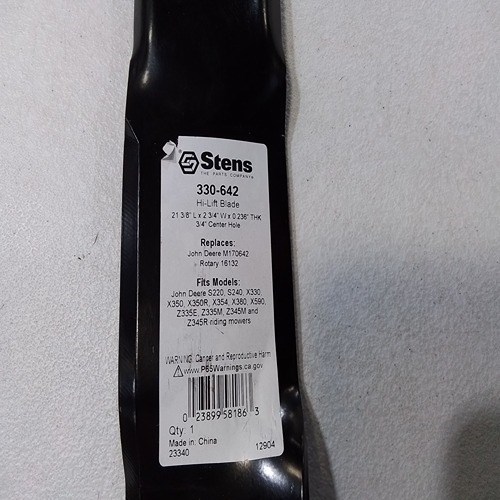 Stens
THE PARTS COMPANY®
330-642
Hi-Lift Blade
21 3/8" L x 2 3/4" W x 0.236" THK
3/4" Center Hole
Replaces:
John Deere M170642
Rotary 16132
Fits Models:
John Deere S220, S240, X330,
X350, X350R, X354, X380, X590,
Z335E, Z335M, Z345M and
Z345R riding mowers
WARNING: Cancer and Reproductive Harm
www.P65Warnings.ca.gov
0 23899 58186 3
Qty: 1
Made in: China
23340 12904